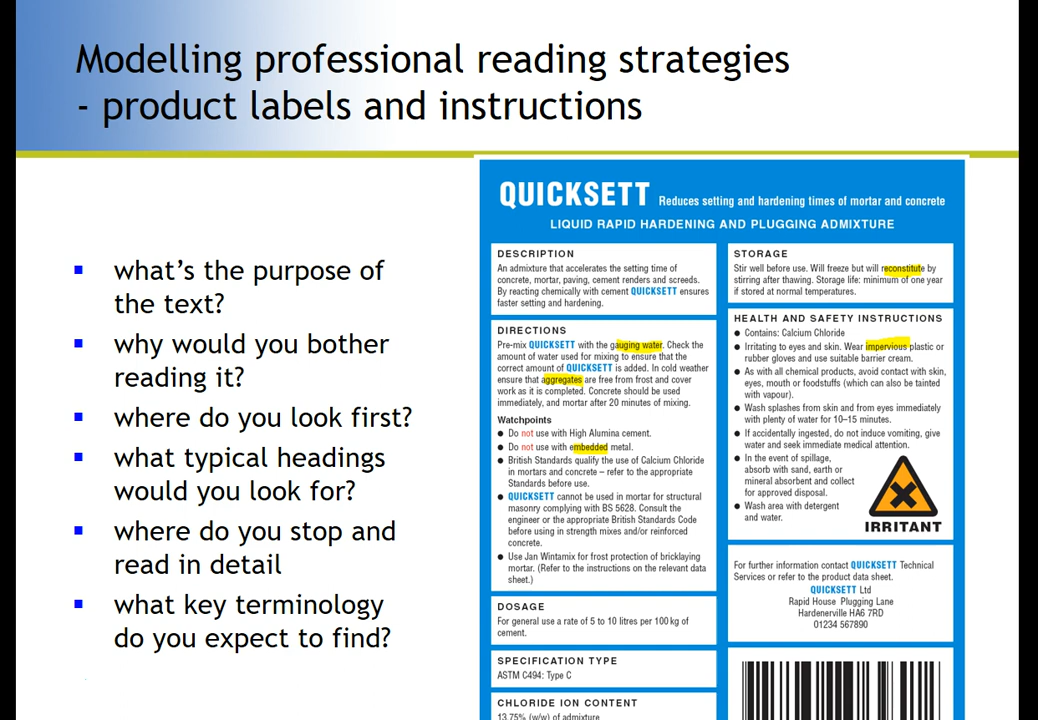 Modelling professional reading strategies
- product labels and instructions
▪ what's the purpose of
the text?
▪ why would you bother
reading it?
▪ where do you look first?
▪ what typical headings
would you look for?
▪ where do you stop and
read in detail
▪ what key terminology
do you expect to find?
QUICKSETT Reduces setting and hardening times of mortar and concrete
LIQUID RAPID HARDENING AND PLUGGING ADMIXTURE
DESCRIPTION
An admixture that accelerates the setting time of
concrete, mortar, paving, cement renders and screeds.
By reacting chemically with cement QUICKSETT ensures
faster setting and hardening.
DIRECTIONS
Pre-mix QUICKSETT with the gauging water. Check the
amount of water used for mixing to ensure that the
correct amount of QUICKSETT is added. In cold weather
ensure that aggregates are free from frost and cover
work as it is completed. Concrete should be used
immediately, and mortar after 20 minutes of mixing.
Watchpoints
● Do not use with High Alumina cement.
● Do not use with embedded metal.
● British Standards qualify the use of Calcium Chloride
in mortars and concrete – refer to the appropriate
Standards before use.
● QUICKSETT cannot be used in mortar for structural
masonry complying with BS 5628. Consult the
engineer or the appropriate British Standards Code
before using in strength mixes and/or reinforced
concrete.
● Use Jan Wintamix for frost protection of bricklaying
mortar. (Refer to the instructions on the relevant data
sheet.)
DOSAGE
For general use a rate of 5 to 10 litres per 100 kg of
cement.
SPECIFICATION TYPE
ASTM C494: Type C
CHLORIDE ION CONTENT
13.75% (w/w) of admixture
STORAGE
Stir well before use. Will freeze but will reconstitute by
stirring after thawing. Storage life: minimum of one year
if stored at normal temperatures.
HEALTH AND SAFETY INSTRUCTIONS
● Contains: Calcium Chloride
● Irritating to eyes and skin. Wear impervious plastic or
rubber gloves and use suitable barrier cream.
● As with all chemical products, avoid contact with skin,
eyes, mouth or foodstuffs (which can also be tainted
with vapour).
● Wash splashes from skin and from eyes immediately
with plenty of water for 10–15 minutes.
● If accidentally ingested, do not induce vomiting, give
water and seek immediate medical attention.
● In the event of spillage,
absorb with sand, earth or
mineral absorbent and collect
for approved disposal.
● Wash area with detergent
and water.
IRRITANT
For further information contact QUICKSETT Technical
Services or refer to the product data sheet.
QUICKSETT Ltd
Rapid House Plugging Lane
Hardenerville HA6 7RD
01234 567890